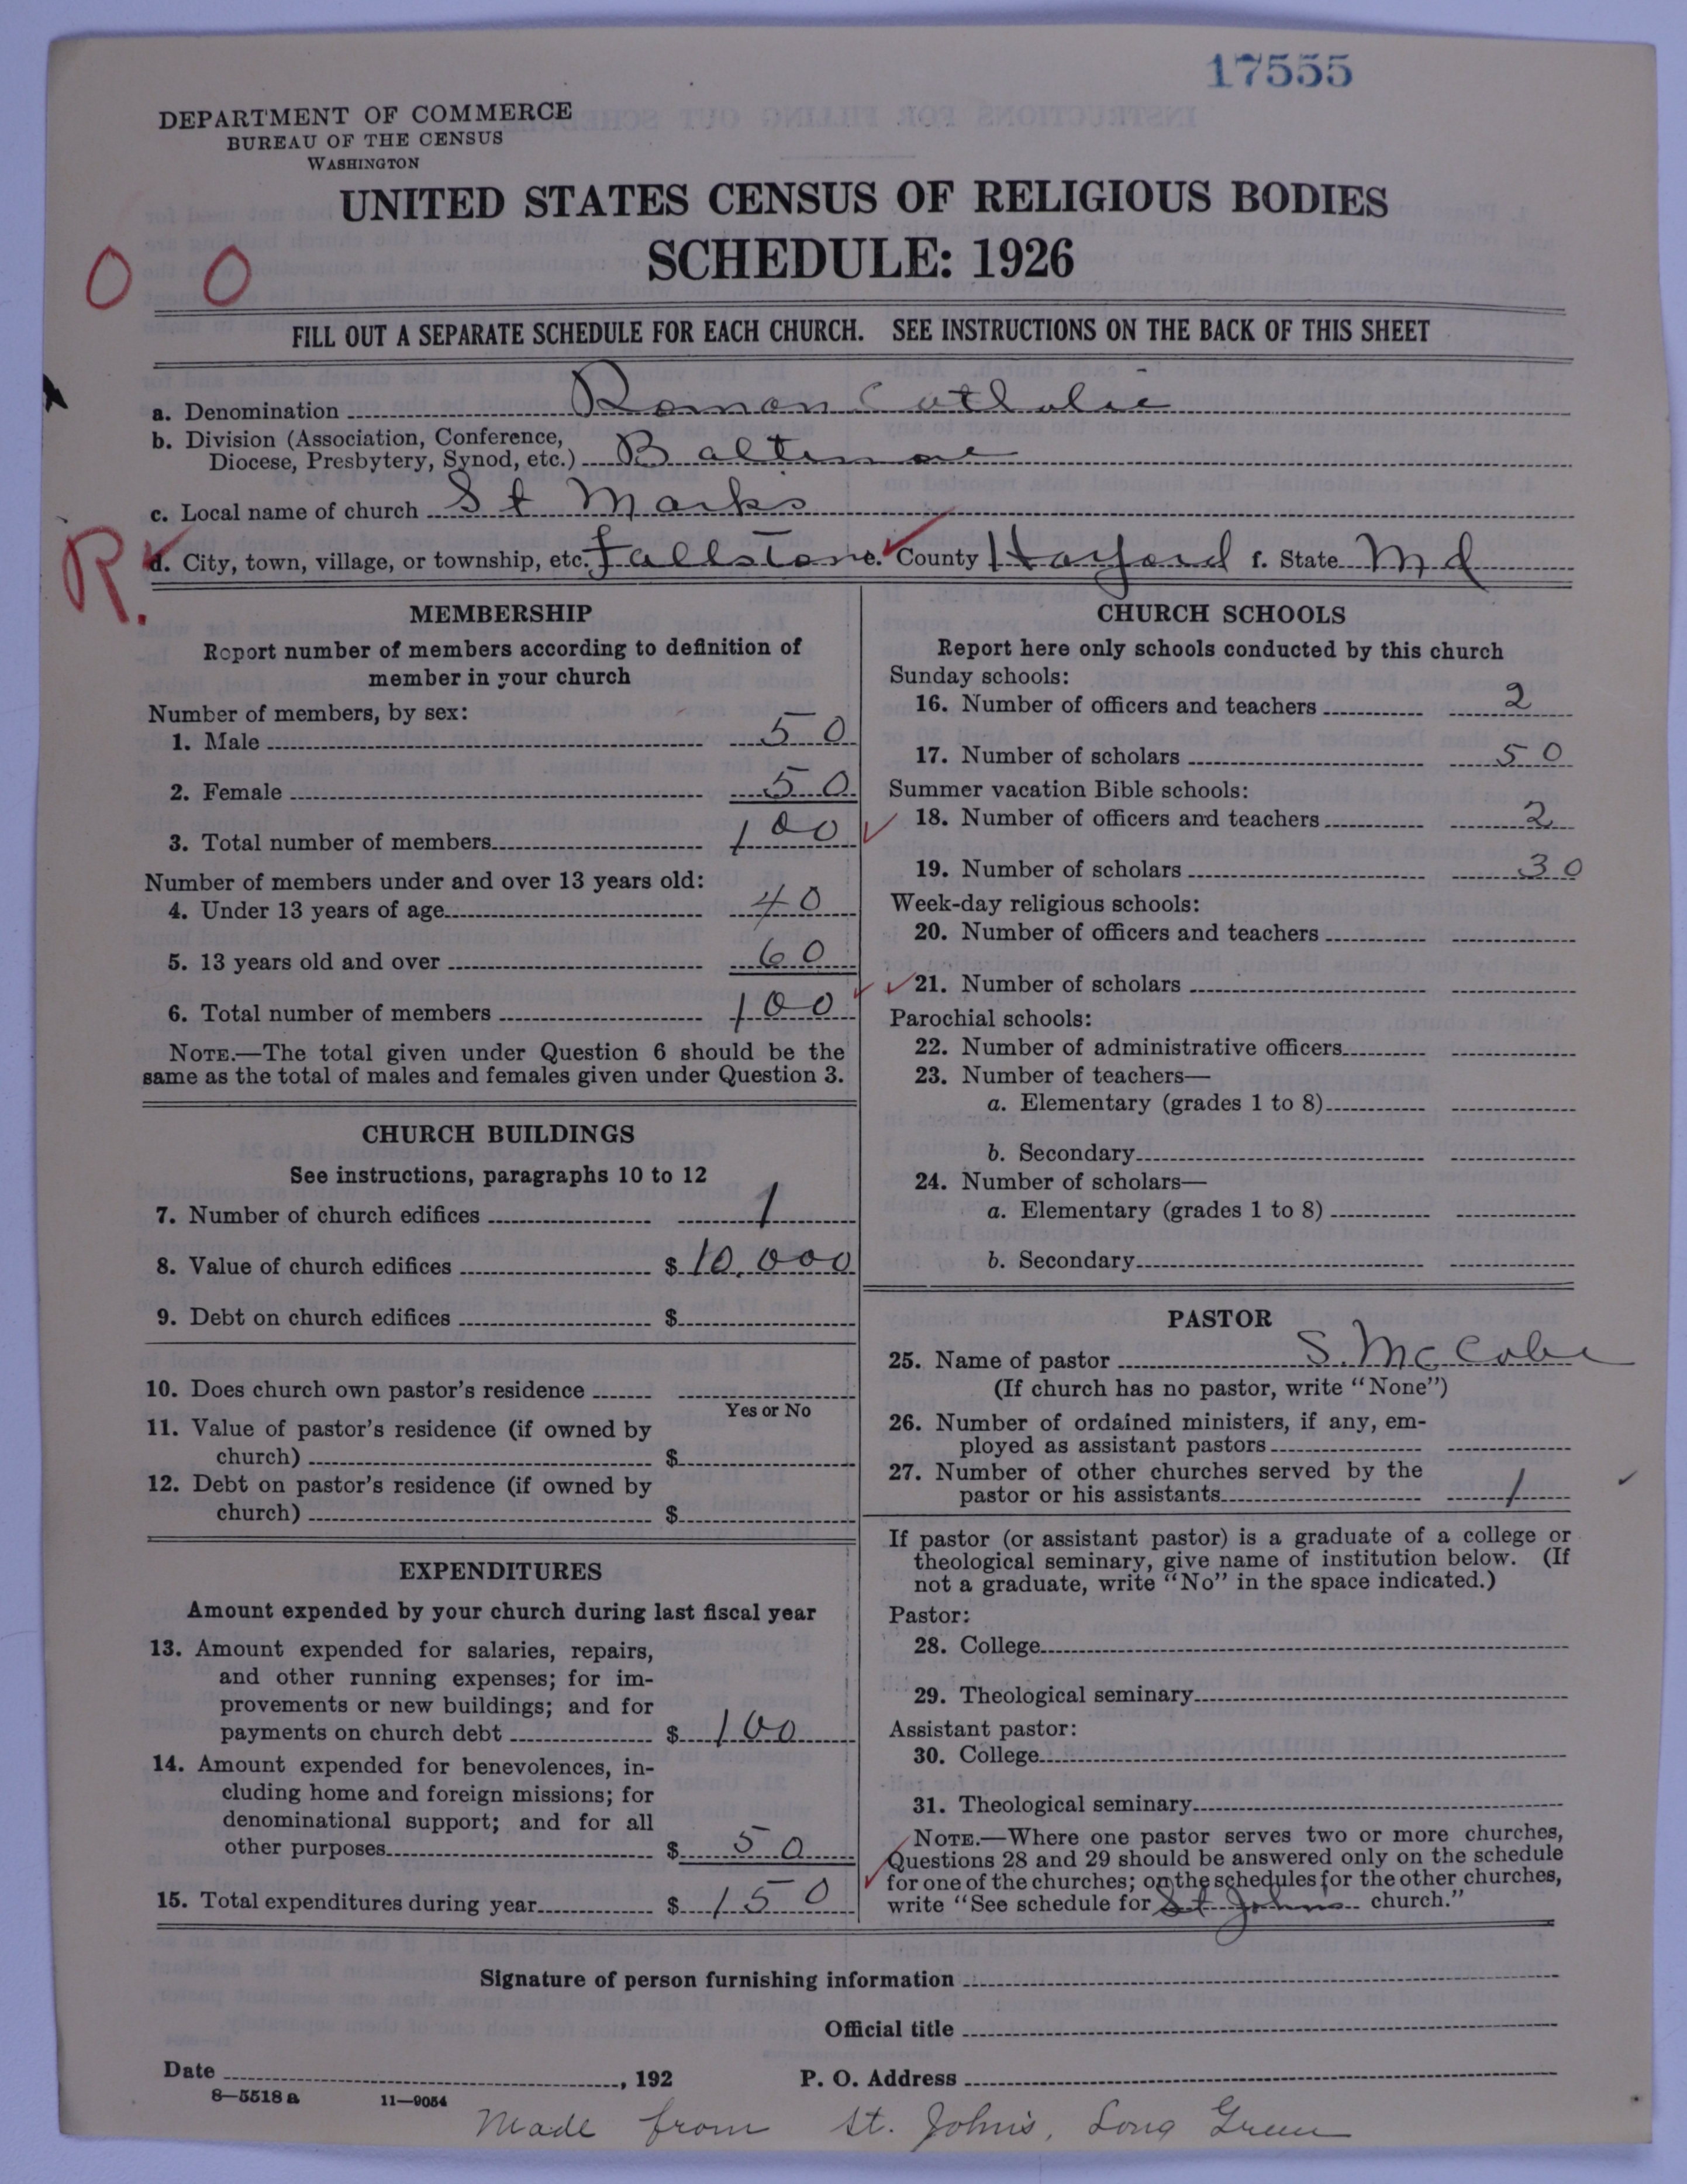 17555
DEPARTMENT OF COMMERCE
BUREAU OF THE CENSUS
WASHINGTON
UNITED STATES CENSUS OF RELIGIOUS BODIES
SCHEDULE: 1926
0 0
FILL OUT A SEPARATE SCHEDULE FOR EACH CHURCH. SEE INSTRUCTIONS ON THE BACK OF THIS SHEET
a. Denomination Roman Catholic
b. Division (Association, Conference,
Diocese, Presbytery, Synod, etc.) Baltimore
c. Local name of church St Marks
R.
d. City, town, village, or township, etc. Fallston e. County Harford f. State Md
MEMBERSHIP
Report number of members according to definition of
member in your church
Number of members, by sex:
1. Male 50
2. Female 50
3. Total number of members 100
Number of members under and over 13 years old:
4. Under 13 years of age 40
5. 13 years old and over 60
6. Total number of members 100
NOTE.—The total given under Question 6 should be the
same as the total of males and females given under Question 3.
CHURCH BUILDINGS
See instructions, paragraphs 10 to 12
7. Number of church edifices 1
8. Value of church edifices $ 10,000
9. Debt on church edifices $
10. Does church own pastor's residence
Yes or No
11. Value of pastor's residence (if owned by
church) $
12. Debt on pastor's residence (if owned by
church) $
EXPENDITURES
Amount expended by your church during last fiscal year
13. Amount expended for salaries, repairs,
and other running expenses; for im-
provements or new buildings; and for
payments on church debt $ 100
14. Amount expended for benevolences, in-
cluding home and foreign missions; for
denominational support; and for all
other purposes $ 50
15. Total expenditures during year $ 150
CHURCH SCHOOLS
Report here only schools conducted by this church
Sunday schools:
16. Number of officers and teachers 2
17. Number of scholars 50
Summer vacation Bible schools:
18. Number of officers and teachers 2
19. Number of scholars 30
Week-day religious schools:
20. Number of officers and teachers
21. Number of scholars
Parochial schools:
22. Number of administrative officers
23. Number of teachers—
a. Elementary (grades 1 to 8)
b. Secondary
24. Number of scholars—
a. Elementary (grades 1 to 8)
b. Secondary
PASTOR
25. Name of pastor S. McCabe
(If church has no pastor, write "None")
26. Number of ordained ministers, if any, em-
ployed as assistant pastors
27. Number of other churches served by the
pastor or his assistants 1
If pastor (or assistant pastor) is a graduate of a college or
theological seminary, give name of institution below. (If
not a graduate, write "No" in the space indicated.)
Pastor:
28. College
29. Theological seminary
Assistant pastor:
30. College
31. Theological seminary
NOTE.—Where one pastor serves two or more churches,
Questions 28 and 29 should be answered only on the schedule
for one of the churches; on the schedules for the other churches,
write "See schedule for St John's church."
Signature of person furnishing information
Official title
Date , 192 P. O. Address
8—5518 a 11—9054
Made from St. John's, Long Green